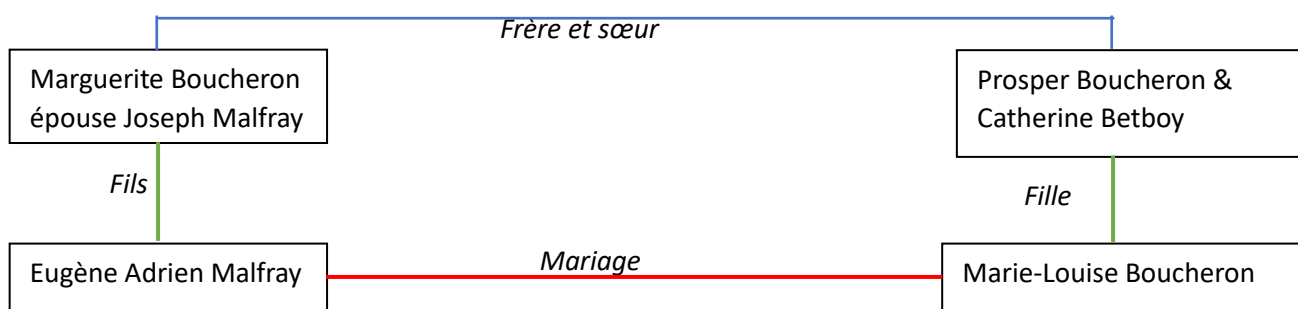 Frère et sœur
Marguerite Boucheron
épouse Joseph Malfray
Prosper Boucheron &
Catherine Betboy
Fils
Fille
Eugène Adrien Malfray
Mariage
Marie-Louise Boucheron